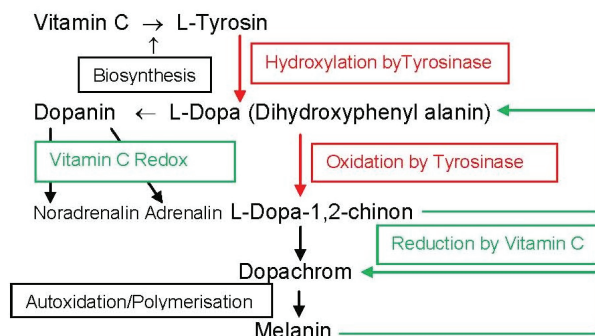 Vitamin C → L-Tyrosin
Biosynthesis
Hydroxylation byTyrosinase
Dopanin ← L-Dopa (Dihydroxyphenyl alanin)
Vitamin C Redox
Oxidation by Tyrosinase
Noradrenalin Adrenalin L-Dopa-1,2-chinon
Reduction by Vitamin C
Dopachrom
Autoxidation/Polymerisation
Melanin